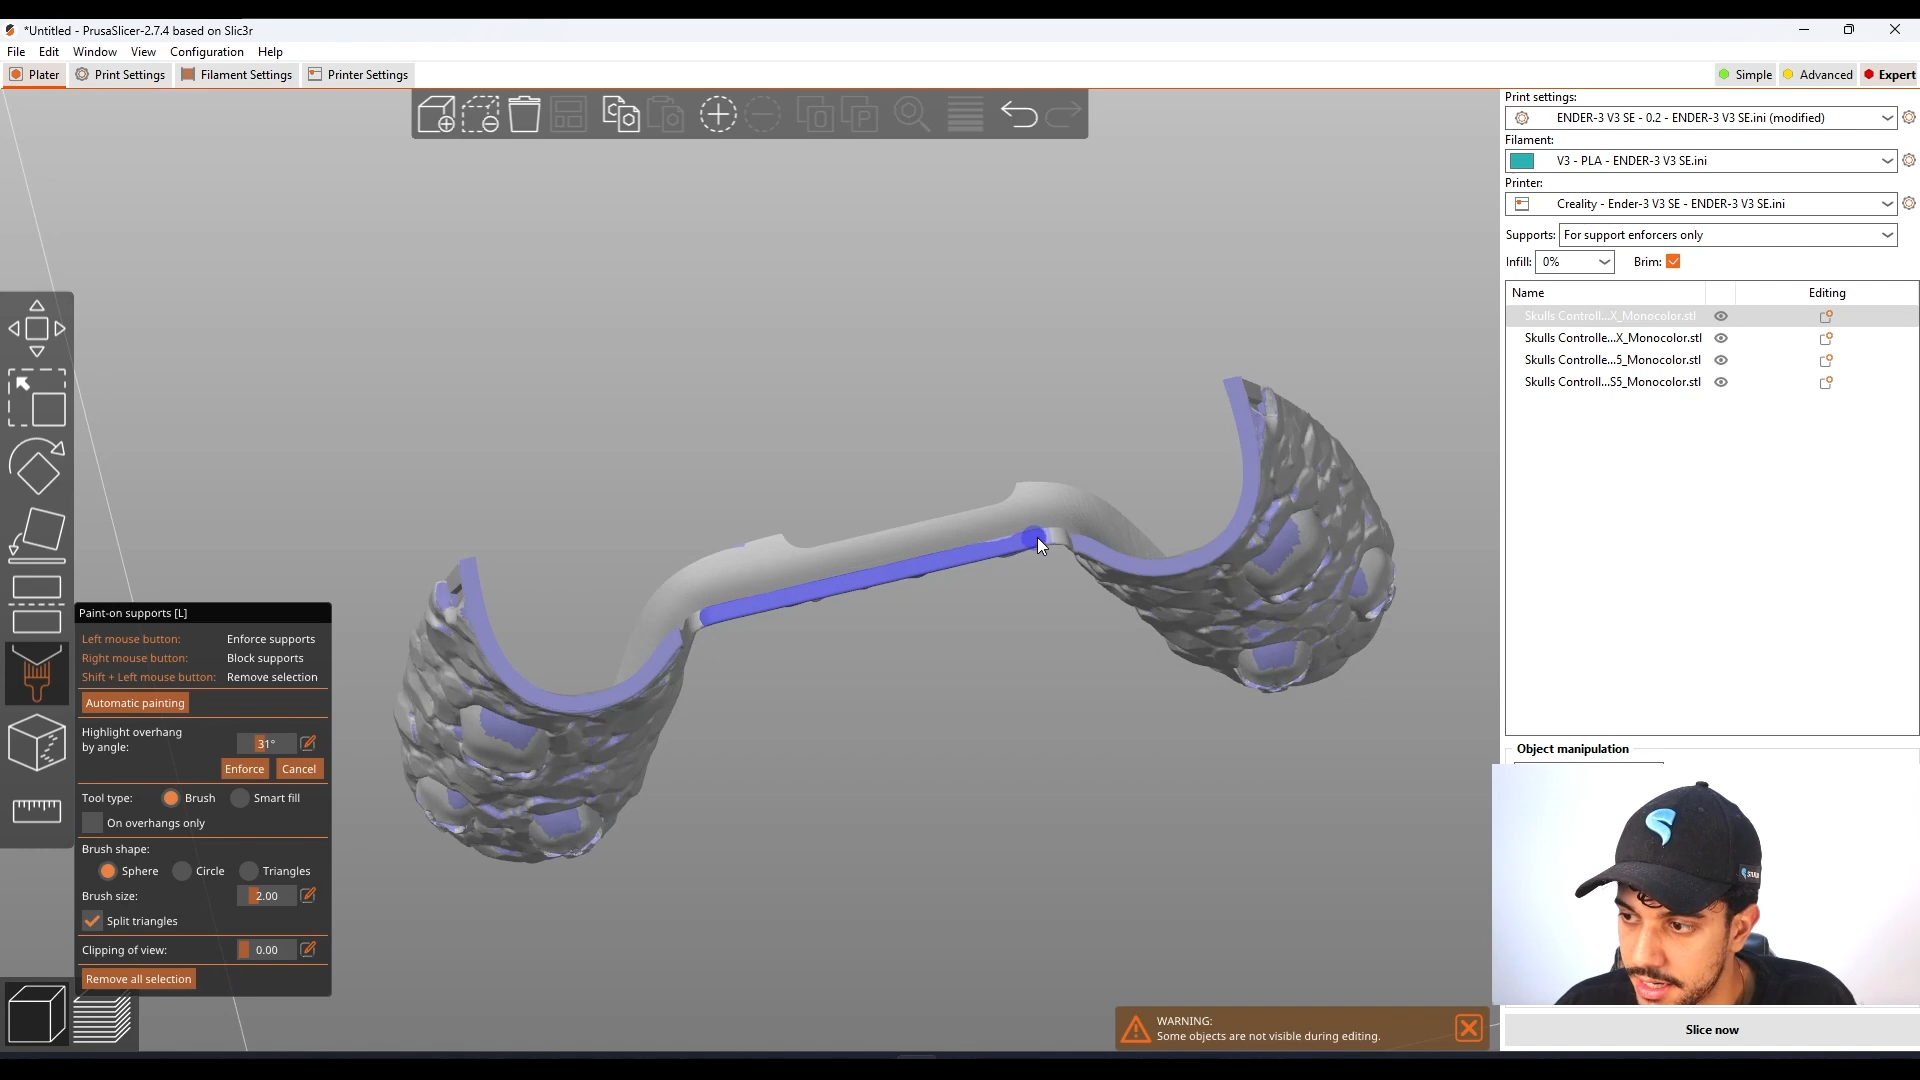 *Untitled - PrusaSlicer-2.7.4 based on Slic3r
File Edit Window View Configuration Help
Plater Print Settings Filament Settings Printer Settings
Simple Advanced Expert
Print settings:
ENDER-3 V3 SE - 0.2 - ENDER-3 V3 SE.ini (modified)
Filament:
V3 - PLA - ENDER-3 V3 SE.ini
Printer:
Creality - Ender-3 V3 SE - ENDER-3 V3 SE.ini
Supports: For support enforcers only
Infill: 0% Brim:
Name Editing
Skulls Controll...X_Monocolor.stl
Skulls Controlle...X_Monocolor.stl
Skulls Controlle...5_Monocolor.stl
Skulls Controll...S5_Monocolor.stl
Object manipulation
Paint-on supports [L]
Left mouse button: Enforce supports
Right mouse button: Block supports
Shift + Left mouse button: Remove selection
Automatic painting
Highlight overhang
by angle: 31°
Enforce Cancel
Tool type: Brush Smart fill
On overhangs only
Brush shape:
Sphere Circle Triangles
Brush size: 2.00
Split triangles
Clipping of view: 0.00
Remove all selection
WARNING:
Some objects are not visible during editing.
Slice now